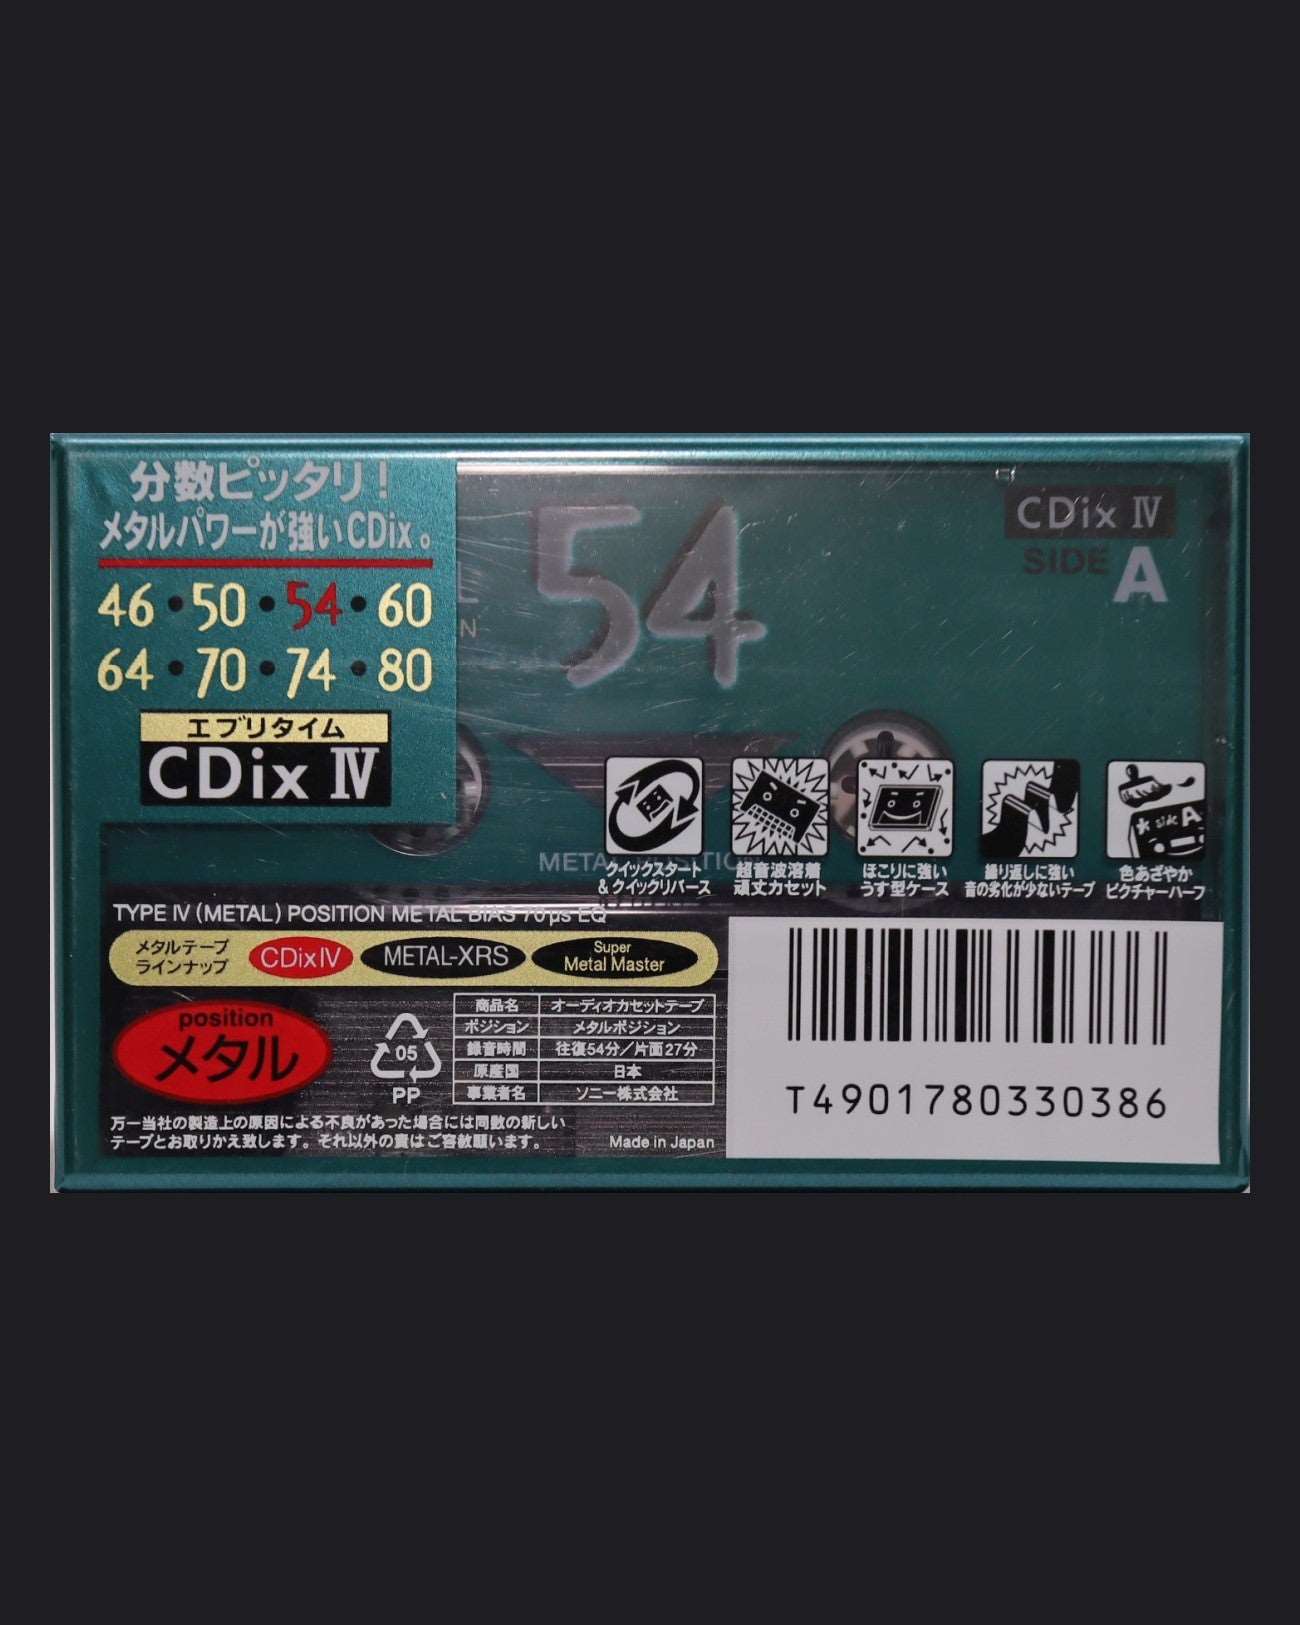 分数ピッタリ!
メタルパワーが強いCDix。
46・50・54・60
64・70・74・80
エブリタイム
CDix Ⅳ
54
CDix Ⅳ
SIDE A
N
クイックスタート
&クイックリバース
超音波溶着
頑丈カセット
ほこりに強い
うす型ケース
繰り返しに強い
音の劣化が少ないテープ
色あざやか
ピクチャーハーフ
METAL POSITION
TYPE Ⅳ (METAL) POSITION METAL BIAS 70μs EQ
メタルテープ
ラインナップ
CDixⅣ
METAL-XRS
Super
Metal Master
position
メタル
05
PP
商品名 オーディオカセットテープ
ポジション メタルポジション
録音時間 往復54分/片面27分
原産国 日本
事業者名 ソニー株式会社
万一当社の製造上の原因による不良があった場合には同数の新しい
テープとお取りかえ致します。それ以外の責はご容赦願います。
Made in Japan
T4901780330386